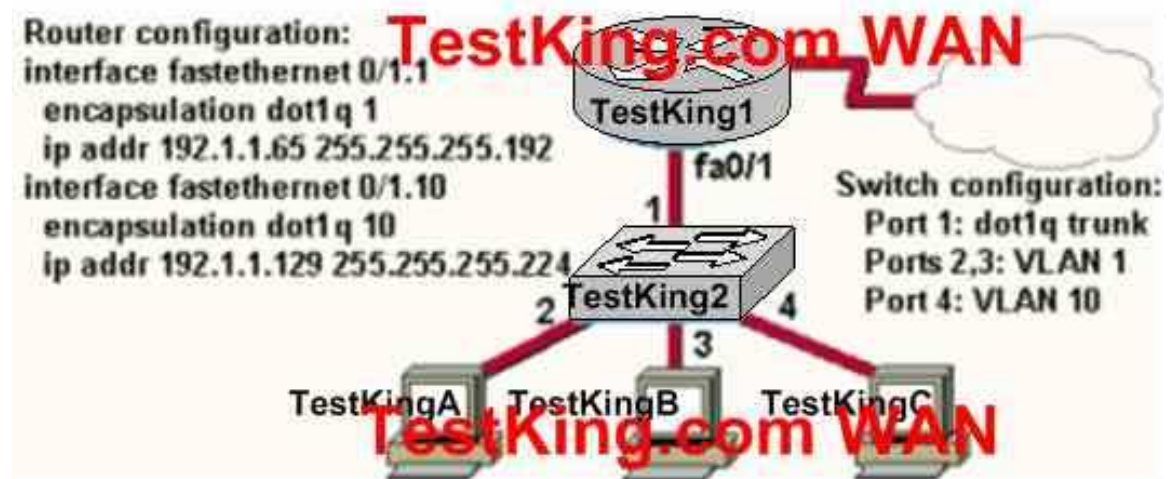 Router configuration:
interface fastethernet 0/1.1
encapsulation dot1q 1
ip addr 192.1.1.65 255.255.255.192
interface fastethernet 0/1.10
encapsulation dot1q 10
ip addr 192.1.1.129 255.255.255.224
TestKing.com WAN
TestKing1
fa0/1
1
Switch configuration:
Port 1: dot1q trunk
Ports 2,3: VLAN 1
Port 4: VLAN 10
TestKing2
2
3
4
TestKingA
TestKingB
TestKingC
TestKing.com WAN